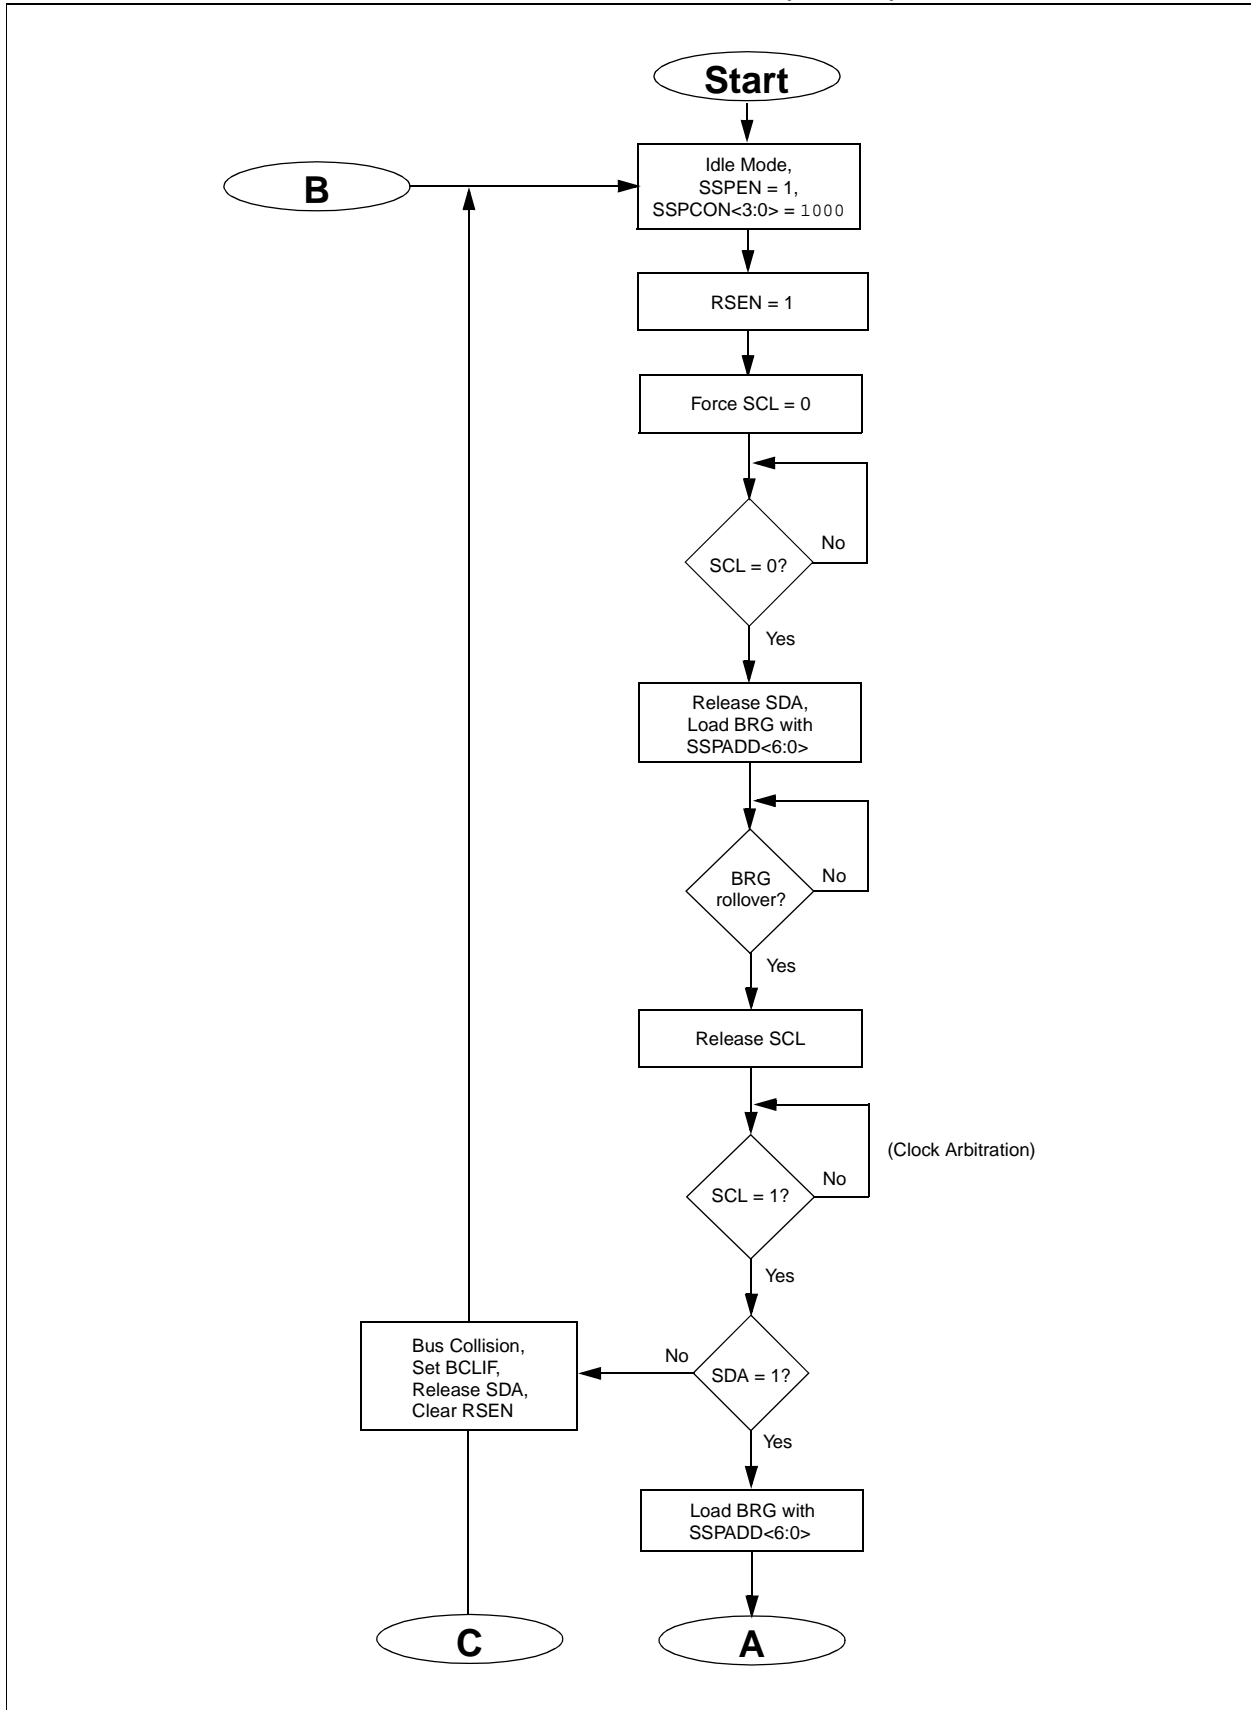 Start
Idle Mode,
SSPEN = 1,
SSPCON<3:0> = 1000
B
RSEN = 1
Force SCL = 0
No
SCL = 0?
Yes
Release SDA,
Load BRG with
SSPADD<6:0>
BRG
rollover?
No
Yes
Release SCL
(Clock Arbitration)
No
SCL = 1?
Yes
Bus Collision,
Set BCLIF,
Release SDA,
Clear RSEN
No
SDA = 1?
Yes
Load BRG with
SSPADD<6:0>
C
A